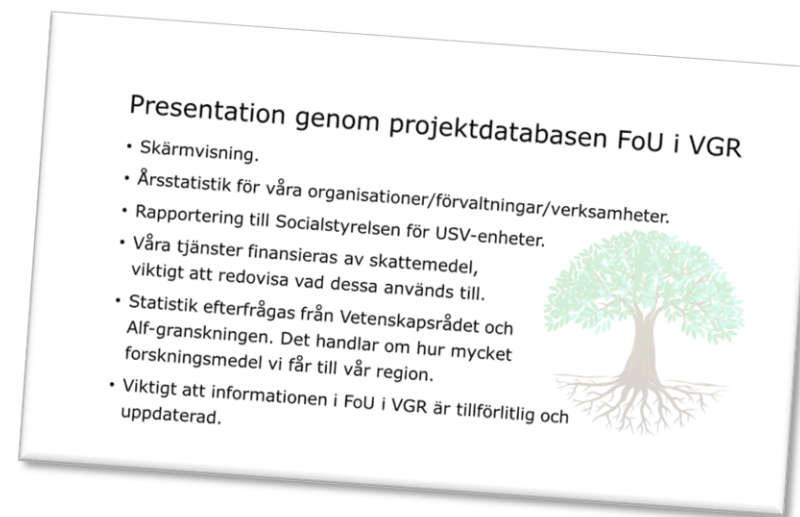 Presentation genom projektdatabasen FoU i VGR
• Skärmvisning.
• Årsstatistik för våra organisationer/förvaltningar/verksamheter.
• Rapportering till Socialstyrelsen för USV-enheter.
• Våra tjänster finansieras av skattemedel,
viktigt att redovisa vad dessa används till.
• Statistik efterfrågas från Vetenskapsrådet och
Alf-granskningen. Det handlar om hur mycket
forskningsmedel vi får till vår region.
• Viktigt att informationen i FoU i VGR är tillförlitlig och
uppdaterad.